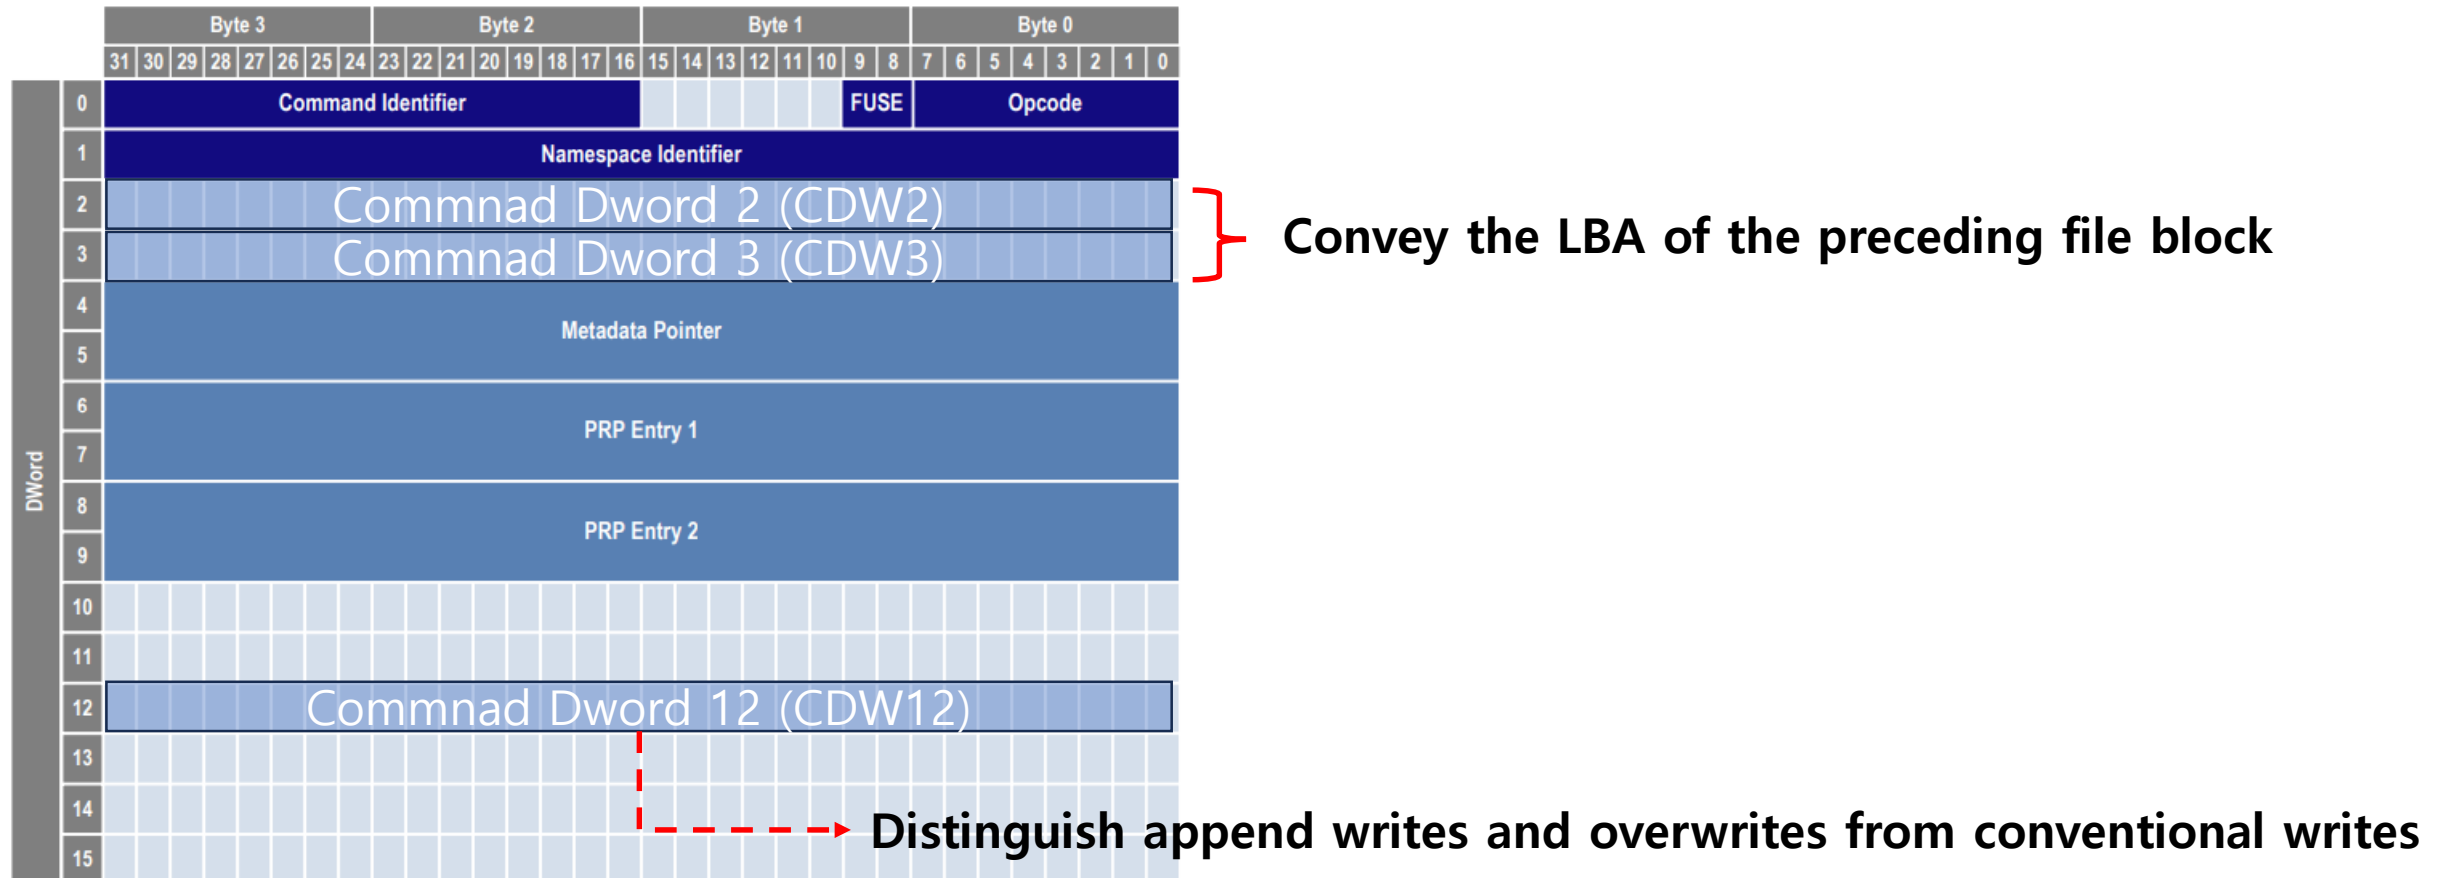 Byte 3 Byte 2 Byte 1 Byte 0
31 30 29 28 27 26 25 24 23 22 21 20 19 18 17 16 15 14 13 12 11 10 9 8 7 6 5 4 3 2 1 0
DWord
0 Command Identifier FUSE Opcode
1 Namespace Identifier
2 Commnad Dword 2 (CDW2)
Convey the LBA of the preceding file block
3 Commnad Dword 3 (CDW3)
4
Metadata Pointer
5
6
PRP Entry 1
7
8
PRP Entry 2
9
10
11
12 Commnad Dword 12 (CDW12)
13
14
Distinguish append writes and overwrites from conventional writes
15